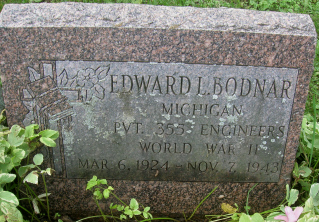 EDWARD L. BODNAR
MICHIGAN
PVT. 355 ENGINEERS
WORLD WAR II
MAR. 6, 1924 - NOV. 7, 1943